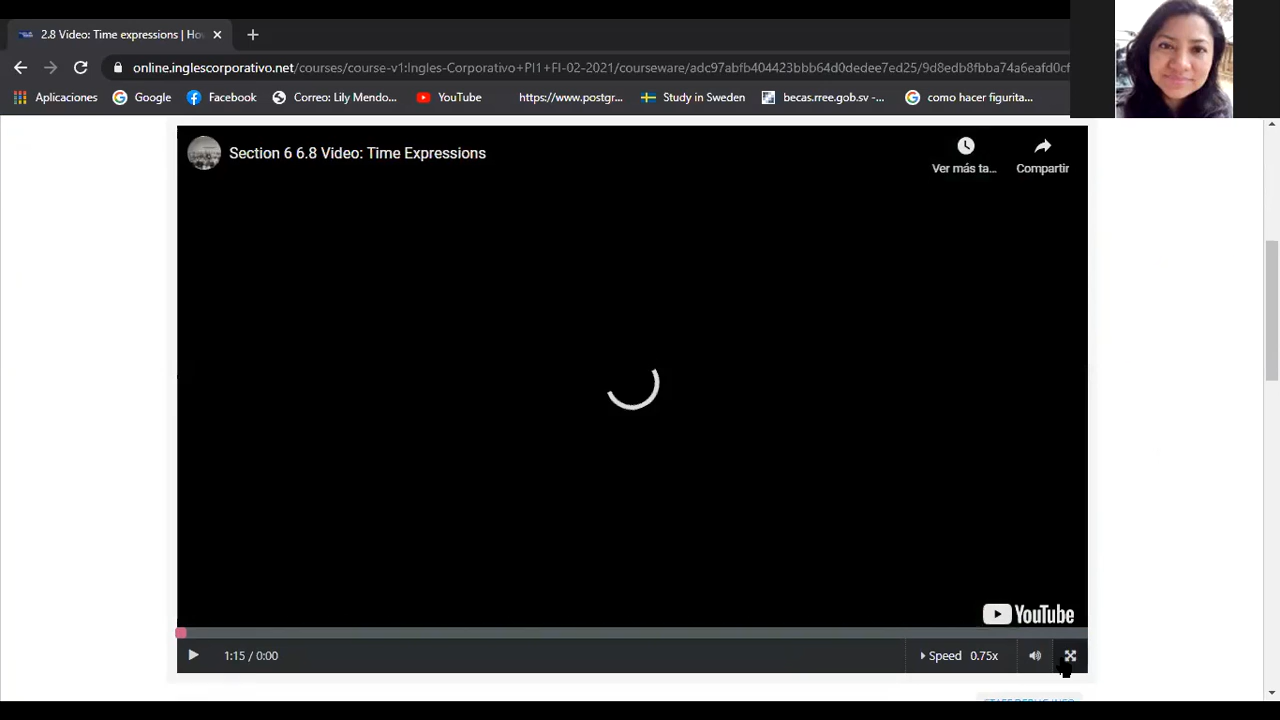 2.8 Video: Time expressions | Ho
online.inglescorporativo.net/courses/course-v1:Ingles-Corporativo+PI1+FI-02-2021/courseware/adc97abfb404423bbb64d0dedee7ed25/9d8edb8fbba74a6eafd0cf
Aplicaciones Google Facebook Correo: Lily Mendo... YouTube https://www.postgr... Study in Sweden becas.rree.gob.sv -... como hacer figurita...
Section 6 6.8 Video: Time Expressions
Ver más ta... Compartir
YouTube
1:15 / 0:00 Speed 0.75x
STAFF DEBUG INFO